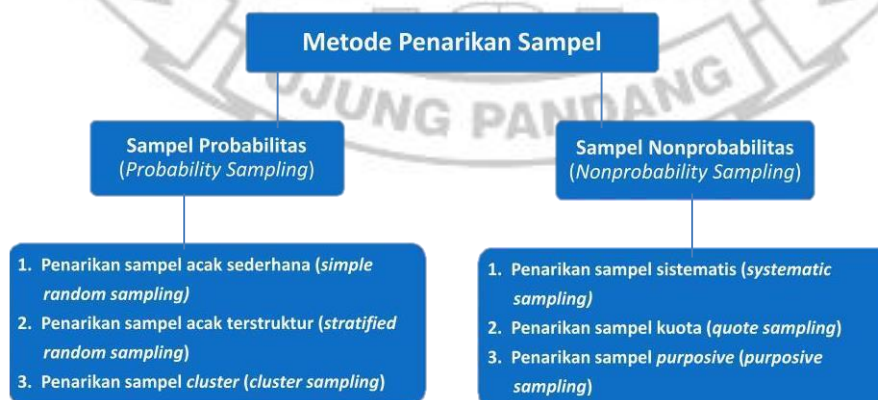 UJUNG PANDANG
Metode Penarikan Sampel
Sampel Probabilitas
(Probability Sampling)
Sampel Nonprobabilitas
(Nonprobability Sampling)
1. Penarikan sampel acak sederhana (simple
random sampling)
2. Penarikan sampel acak terstruktur (stratified
random sampling)
3. Penarikan sampel cluster (cluster sampling)
1. Penarikan sampel sistematis (systematic
sampling)
2. Penarikan sampel kuota (quote sampling)
3. Penarikan sampel purposive (purposive
sampling)